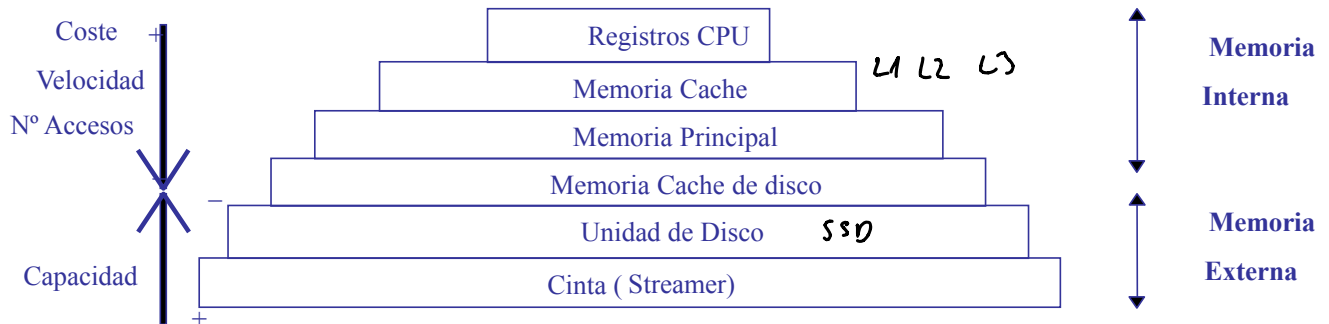 Coste +
Velocidad
Nº Accesos
−
Capacidad
+
Registros CPU
Memoria Cache
L1 L2 L3
Memoria Principal
Memoria Cache de disco
Unidad de Disco SSD
Cinta ( Streamer)
Memoria
Interna
Memoria
Externa